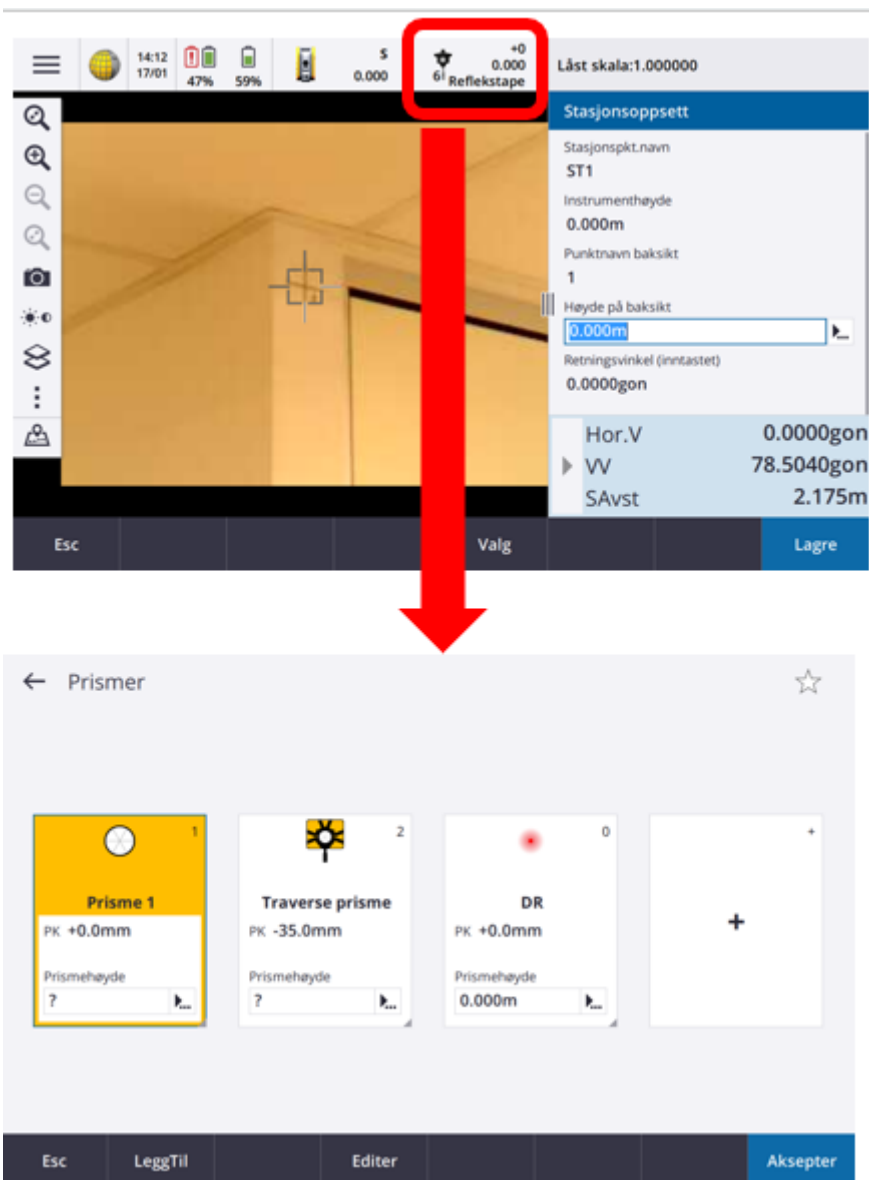 14:12
17/01
47%
59%
S
0.000
+0
0.000
6 Reflekstape
Låst skala:1.000000
Stasjonsoppsett
Stasjonspkt.navn
ST1
Instrumenthøyde
0.000m
Punktnavn baksikt
1
Høyde på baksikt
0.000m
Retningsvinkel (inntastet)
0.0000gon
Hor.V 0.0000gon
VV 78.5040gon
SAvst 2.175m
Esc Valg Lagre
← Prismer
1
Prisme 1
PK +0.0mm
Prismehøyde
?
2
Traverse prisme
PK -35.0mm
Prismehøyde
?
0
DR
PK +0.0mm
Prismehøyde
0.000m
+
+
Esc LeggTil Editer Aksepter